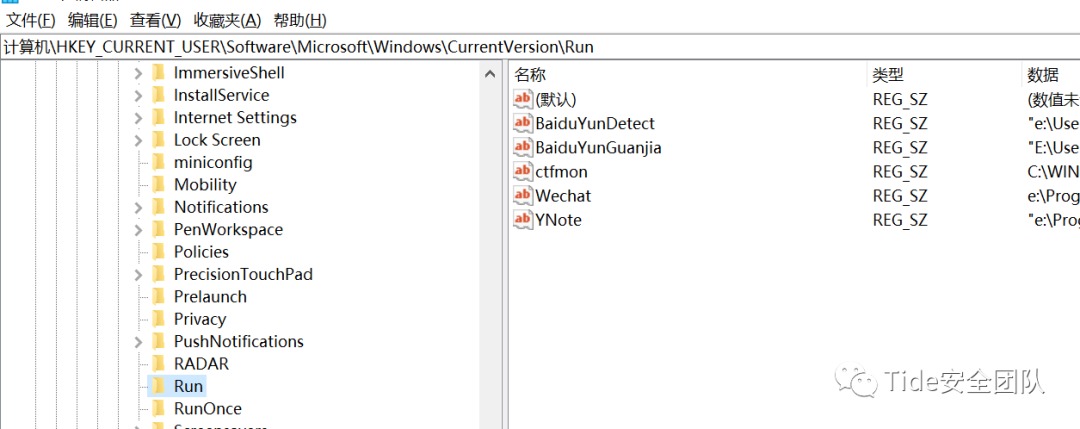 文件(F) 编辑(E) 查看(V) 收藏夹(A) 帮助(H)
计算机\HKEY_CURRENT_USER\Software\Microsoft\Windows\CurrentVersion\Run
ImmersiveShell
InstallService
Internet Settings
Lock Screen
miniconfig
Mobility
Notifications
PenWorkspace
Policies
PrecisionTouchPad
Prelaunch
Privacy
PushNotifications
RADAR
Run
RunOnce
名称 类型 数据
(默认) REG_SZ (数值未
BaiduYunDetect REG_SZ "e:\Use
BaiduYunGuanjia REG_SZ "E:\Use
ctfmon REG_SZ C:\WIN
Wechat REG_SZ e:\Prog
YNote REG_SZ "e:\Prog
Tide安全团队